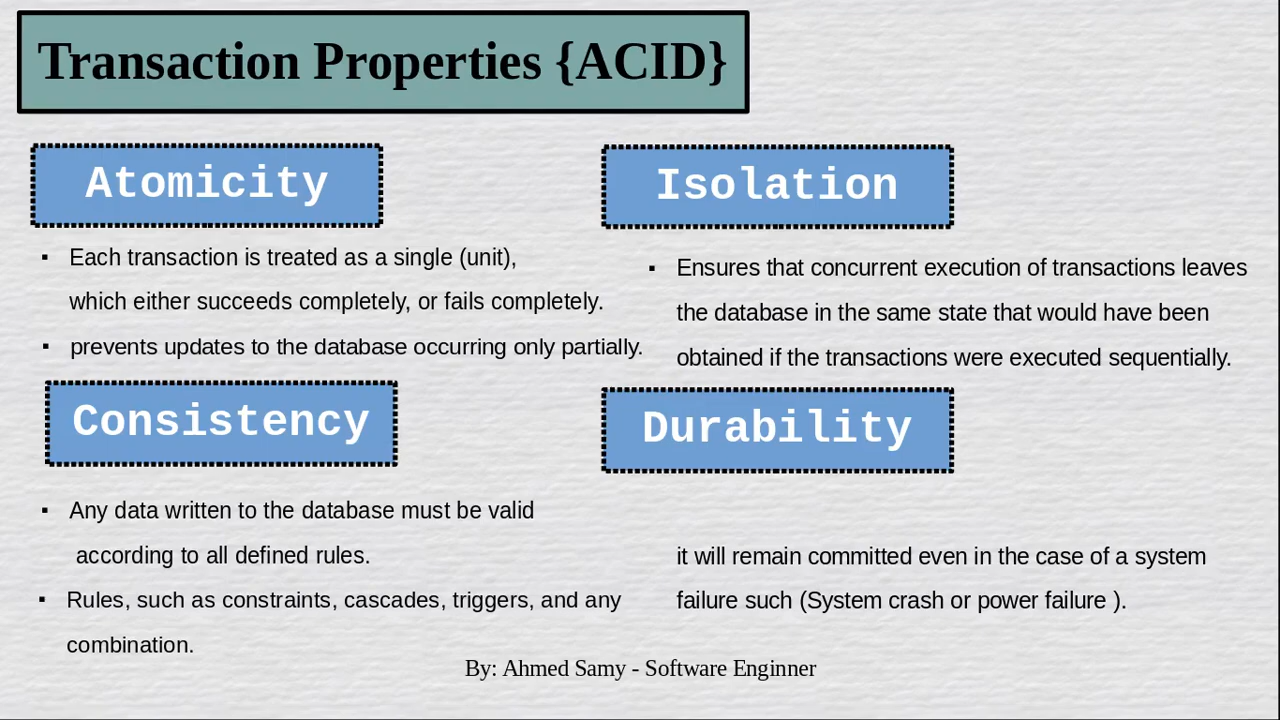 Transaction Properties {ACID}
Atomicity
▪ Each transaction is treated as a single (unit),
which either succeeds completely, or fails completely.
▪ prevents updates to the database occurring only partially.
Consistency
▪ Any data written to the database must be valid
according to all defined rules.
▪ Rules, such as constraints, cascades, triggers, and any
combination.
Isolation
▪ Ensures that concurrent execution of transactions leaves
the database in the same state that would have been
obtained if the transactions were executed sequentially.
Durability
it will remain committed even in the case of a system
failure such (System crash or power failure ).
By: Ahmed Samy - Software Enginner